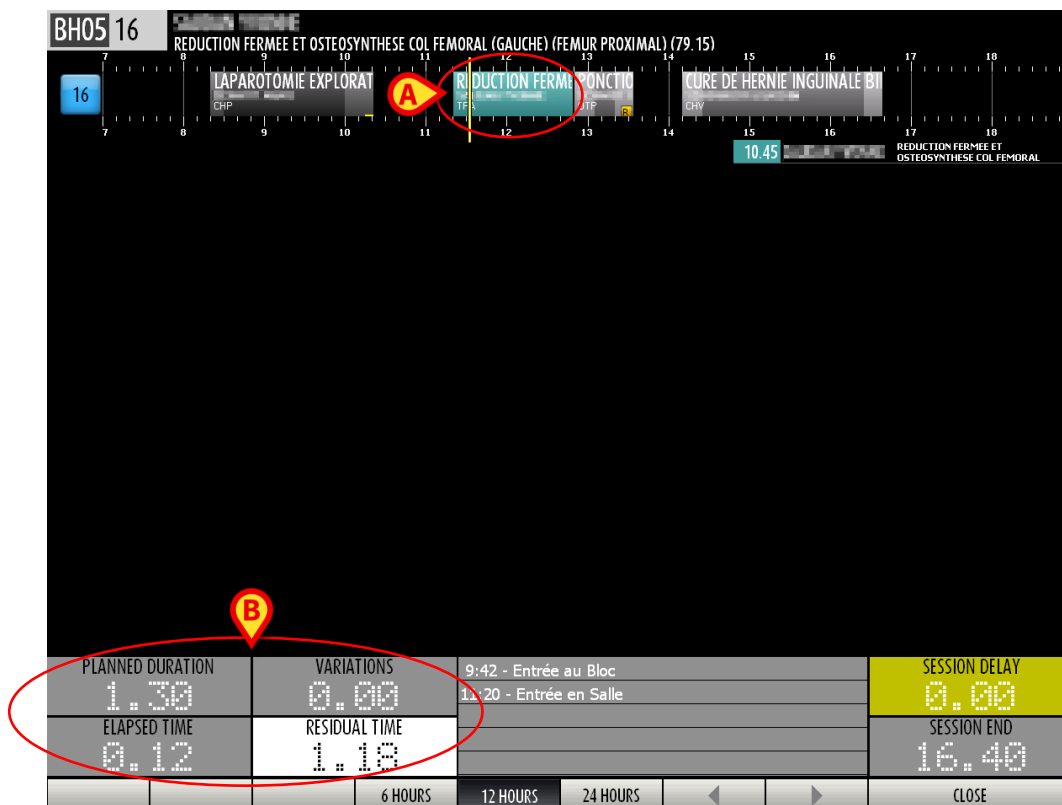 BH05 16
REDUCTION FERMEE ET OSTEOSYNTHESE COL FEMORAL (GAUCHE) (FEMUR PROXIMAL) (79.15)
7 8 9 10 11 12 13 14 15 16 17 18
16
LAPAROTOMIE EXPLORAT
CHP
A
REDUCTION FERME
PONCTIO
CURE DE HERNIE INGUINALE BI
CHV
7 8 9 10 11 12 13 14 15 16 17 18
10.45
REDUCTION FERMEE ET
OSTEOSYNTHESE COL FEMORAL
B
PLANNED DURATION
1.30
VARIATIONS
0.00
9:42 - Entrée au Bloc
11:20 - Entrée en Salle
SESSION DELAY
0.00
ELAPSED TIME
0.12
RESIDUAL TIME
1.18
SESSION END
16.40
6 HOURS
12 HOURS
24 HOURS
CLOSE